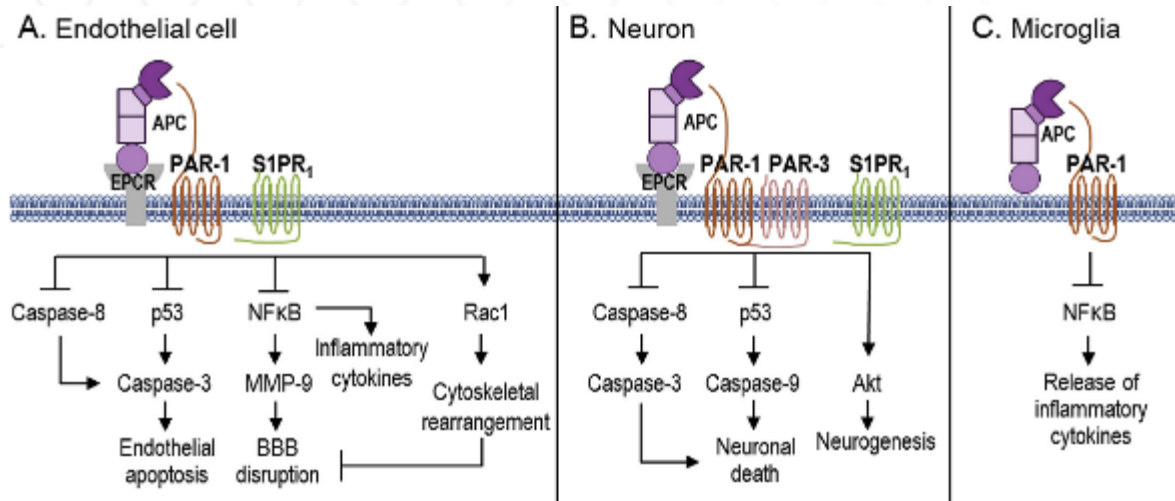 A. Endothelial cell
APC
PAR-1
S1PR1
EPCR
Caspase-8
p53
NFκB
Rac1
Inflammatory
cytokines
Caspase-3
MMP-9
Cytoskeletal
rearrangement
Endothelial
apoptosis
BBB
disruption
B. Neuron
APC
PAR-1
PAR-3
S1PR1
EPCR
Caspase-8
p53
Caspase-3
Caspase-9
Akt
Neuronal
death
Neurogenesis
C. Microglia
APC
PAR-1
NFκB
Release of
inflammatory
cytokines